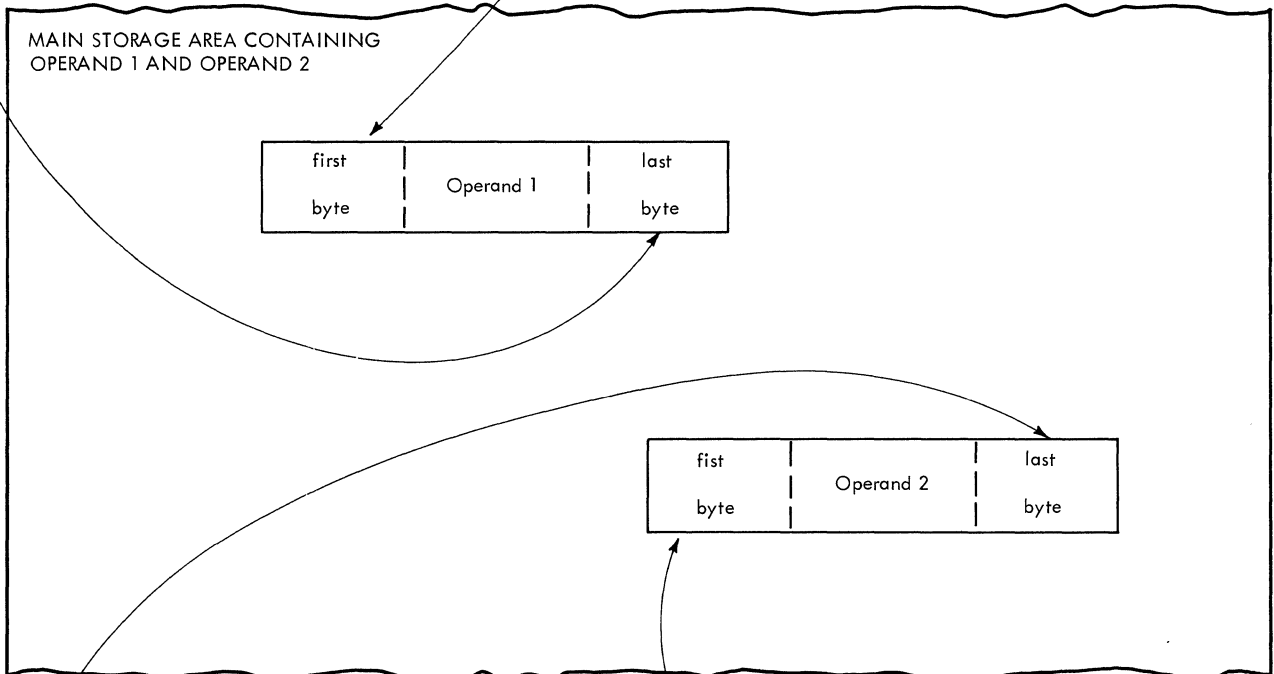 MAIN STORAGE AREA CONTAINING
OPERAND 1 AND OPERAND 2
first
byte
Operand 1
last
byte
fist
byte
Operand 2
last
byte